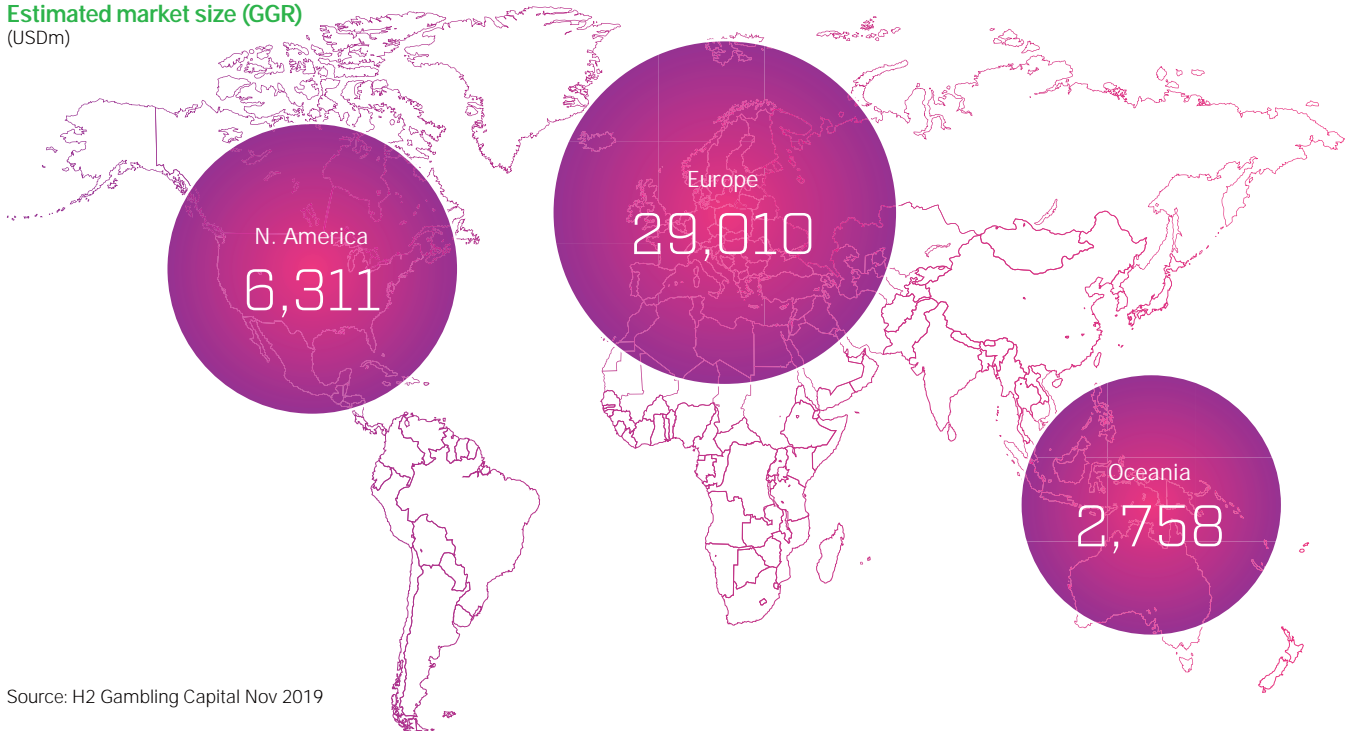 Estimated market size (GGR)
(USDm)
Europe
29,010
N. America
6,311
Oceania
2,758
Source: H2 Gambling Capital Nov 2019